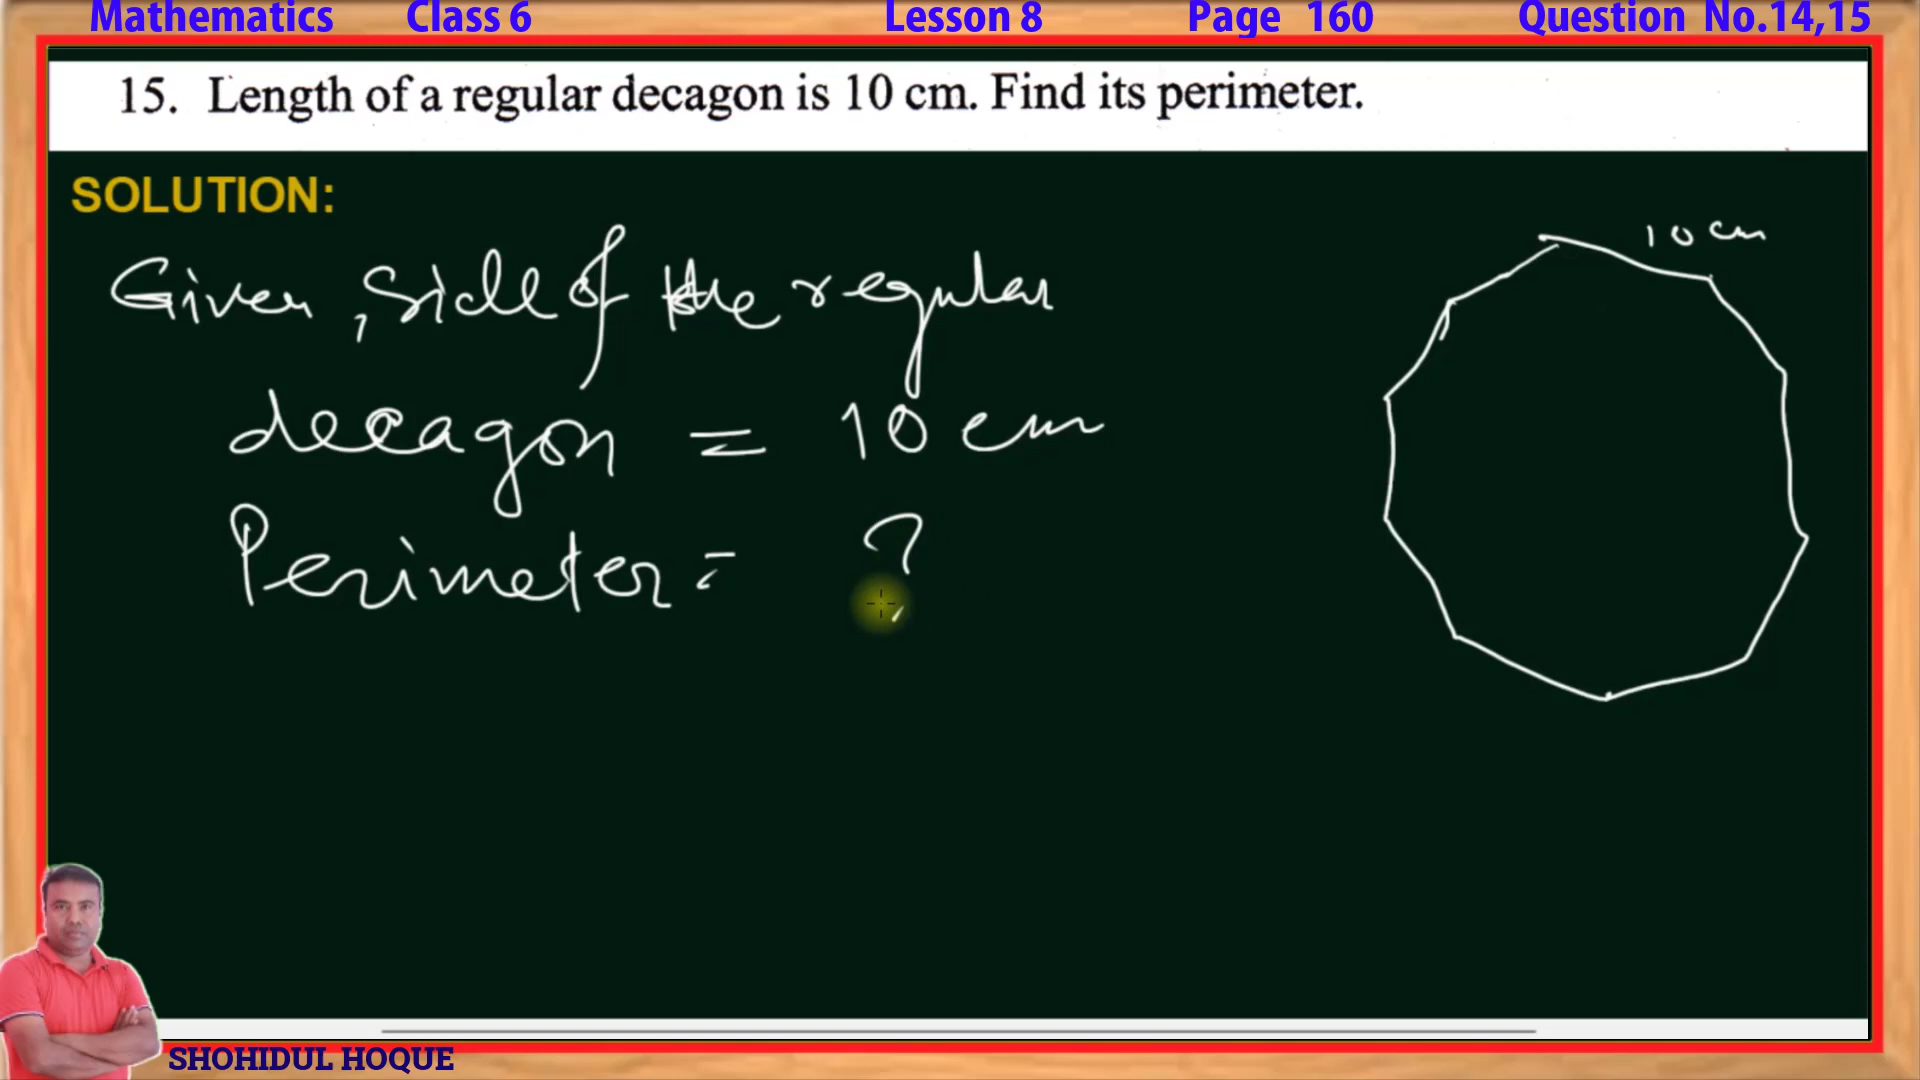 Mathematics Class 6 Lesson 8 Page 160 Question No.14,15
15. Length of a regular decagon is 10 cm. Find its perimeter.
SOLUTION:
10 cm
Given, side of the regular
decagon = 10 cm
Perimeter = ?
SHOHIDUL HOQUE